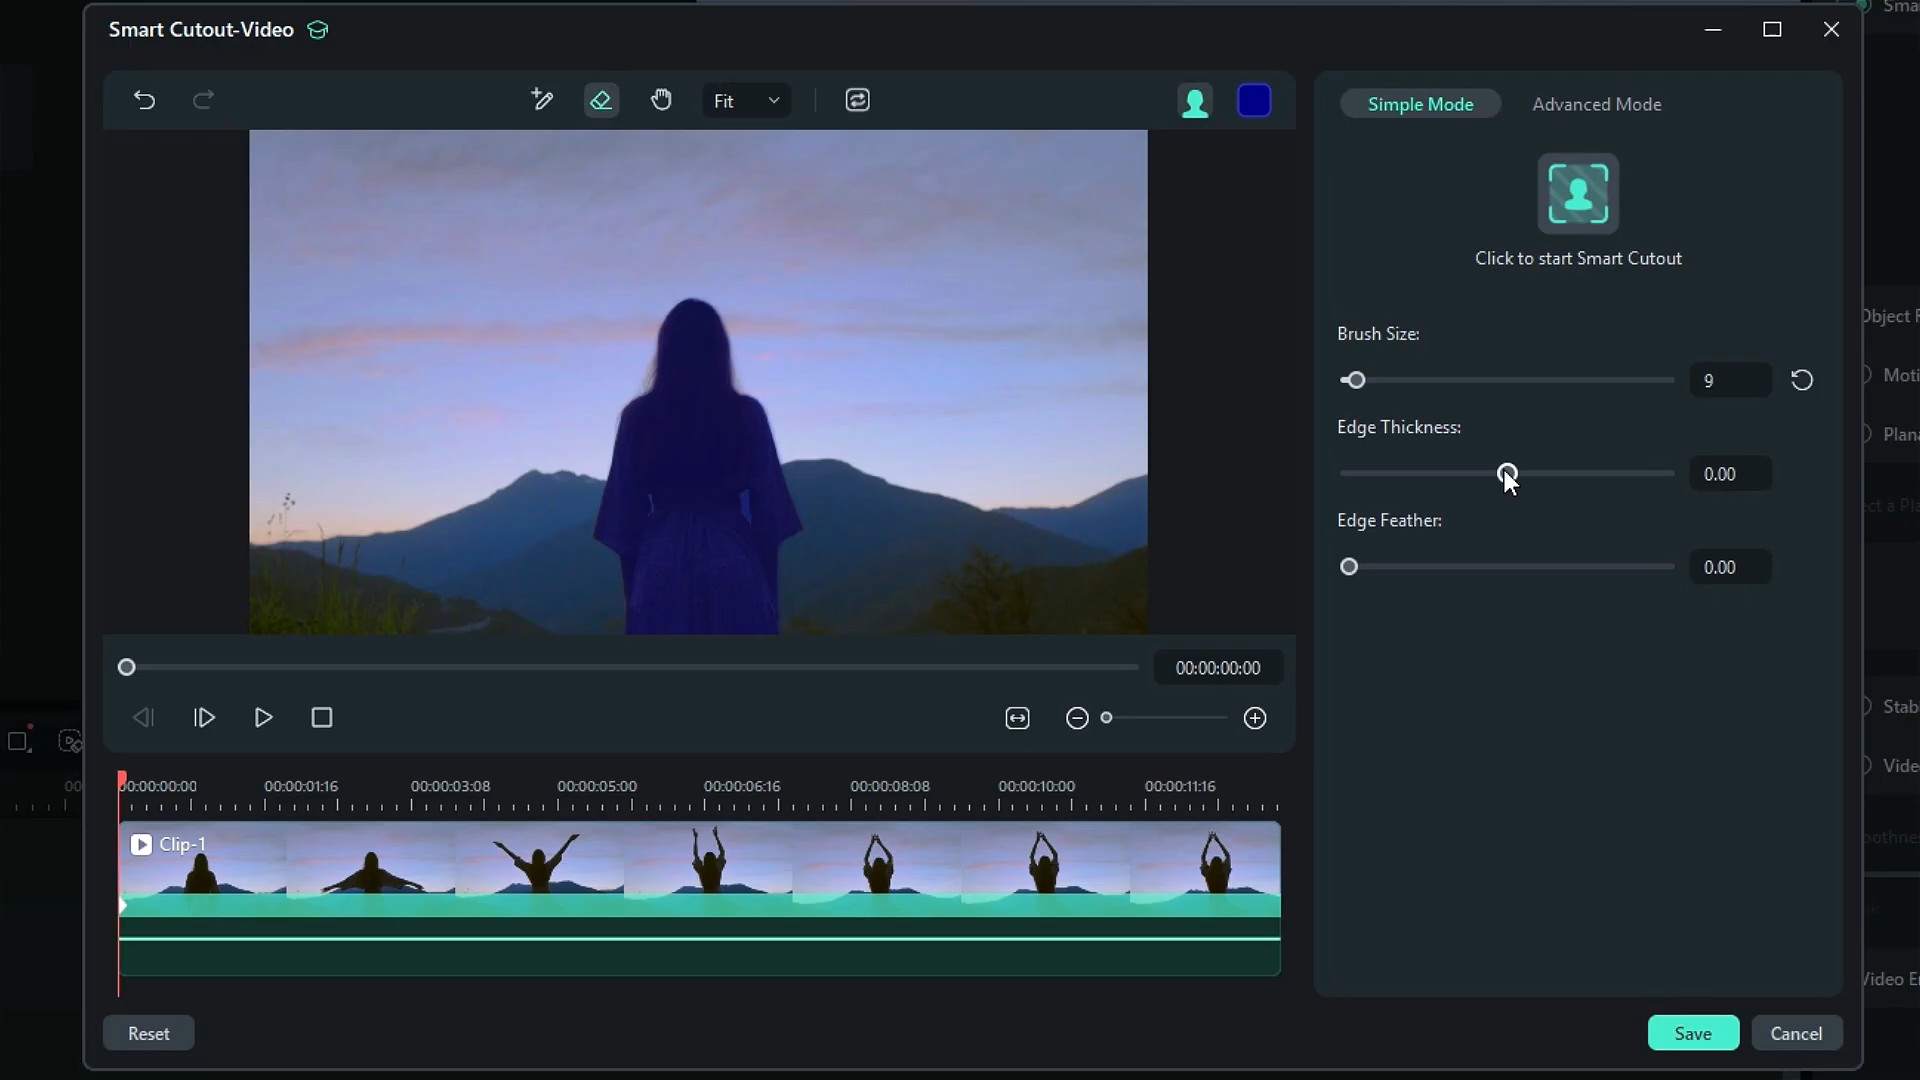 Smart Cutout-Video
Fit
Simple Mode
Advanced Mode
Click to start Smart Cutout
Brush Size:
9
Edge Thickness:
0.00
Edge Feather:
0.00
00:00:00:00
00:00:00:00 00:00:01:16 00:00:03:08 00:00:05:00 00:00:06:16 00:00:08:08 00:00:10:00 00:00:11:16
Clip-1
Reset
Save
Cancel